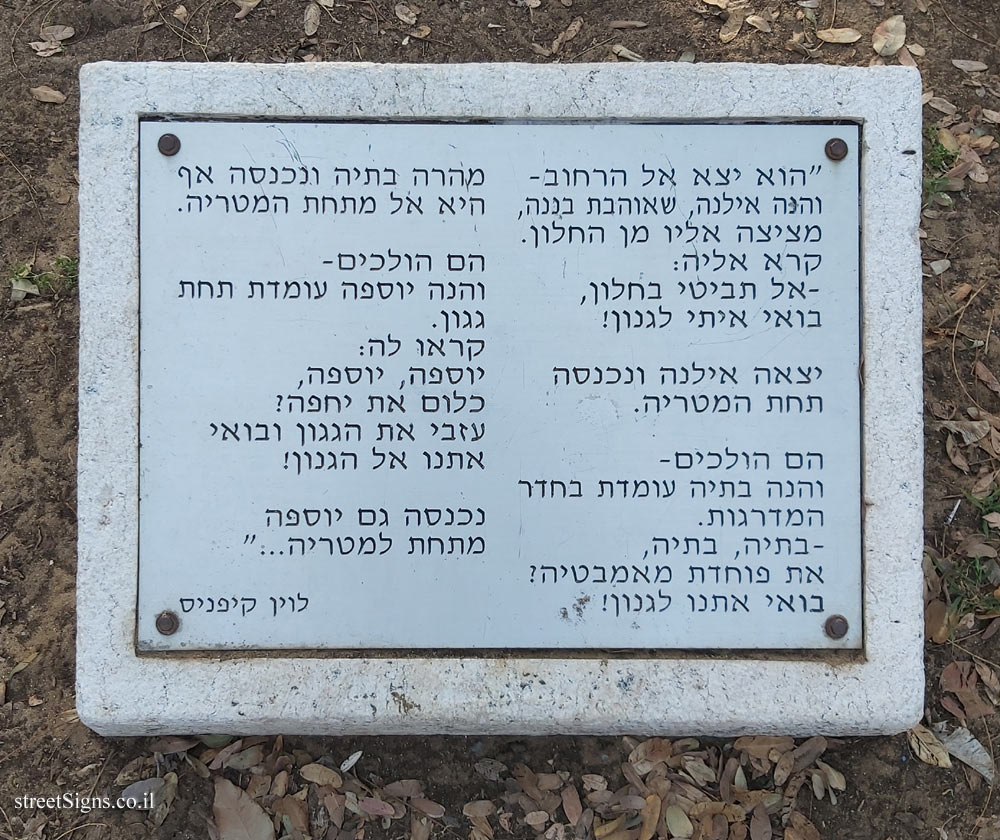 "הוא יצא אל הרחוב-
והנה אילנה, שאוהבת בננה,
מציצה אליו מן החלון.
קרא אליה:
-אל תביטי בחלון,
בואי איתי לגנון!
יצאה אילנה ונכנסה
תחת המטריה.
הם הולכים-
והנה בתיה עומדת בחדר
המדרגות.
-בתיה, בתיה,
את פוחדת מאמבטיה?
בואי אתנו לגנון!
מהרה בתיה ונכנסה אף
היא אל מתחת המטריה.
הם הולכים-
והנה יוספה עומדת תחת
גגון.
קראו לה:
יוספה, יוספה,
כלום את יחפה?
עזבי את הגגון ובואי
אתנו אל הגנון!
נכנסה גם יוספה
מתחת למטריה..."
לוין קיפניס
streetSigns.co.il